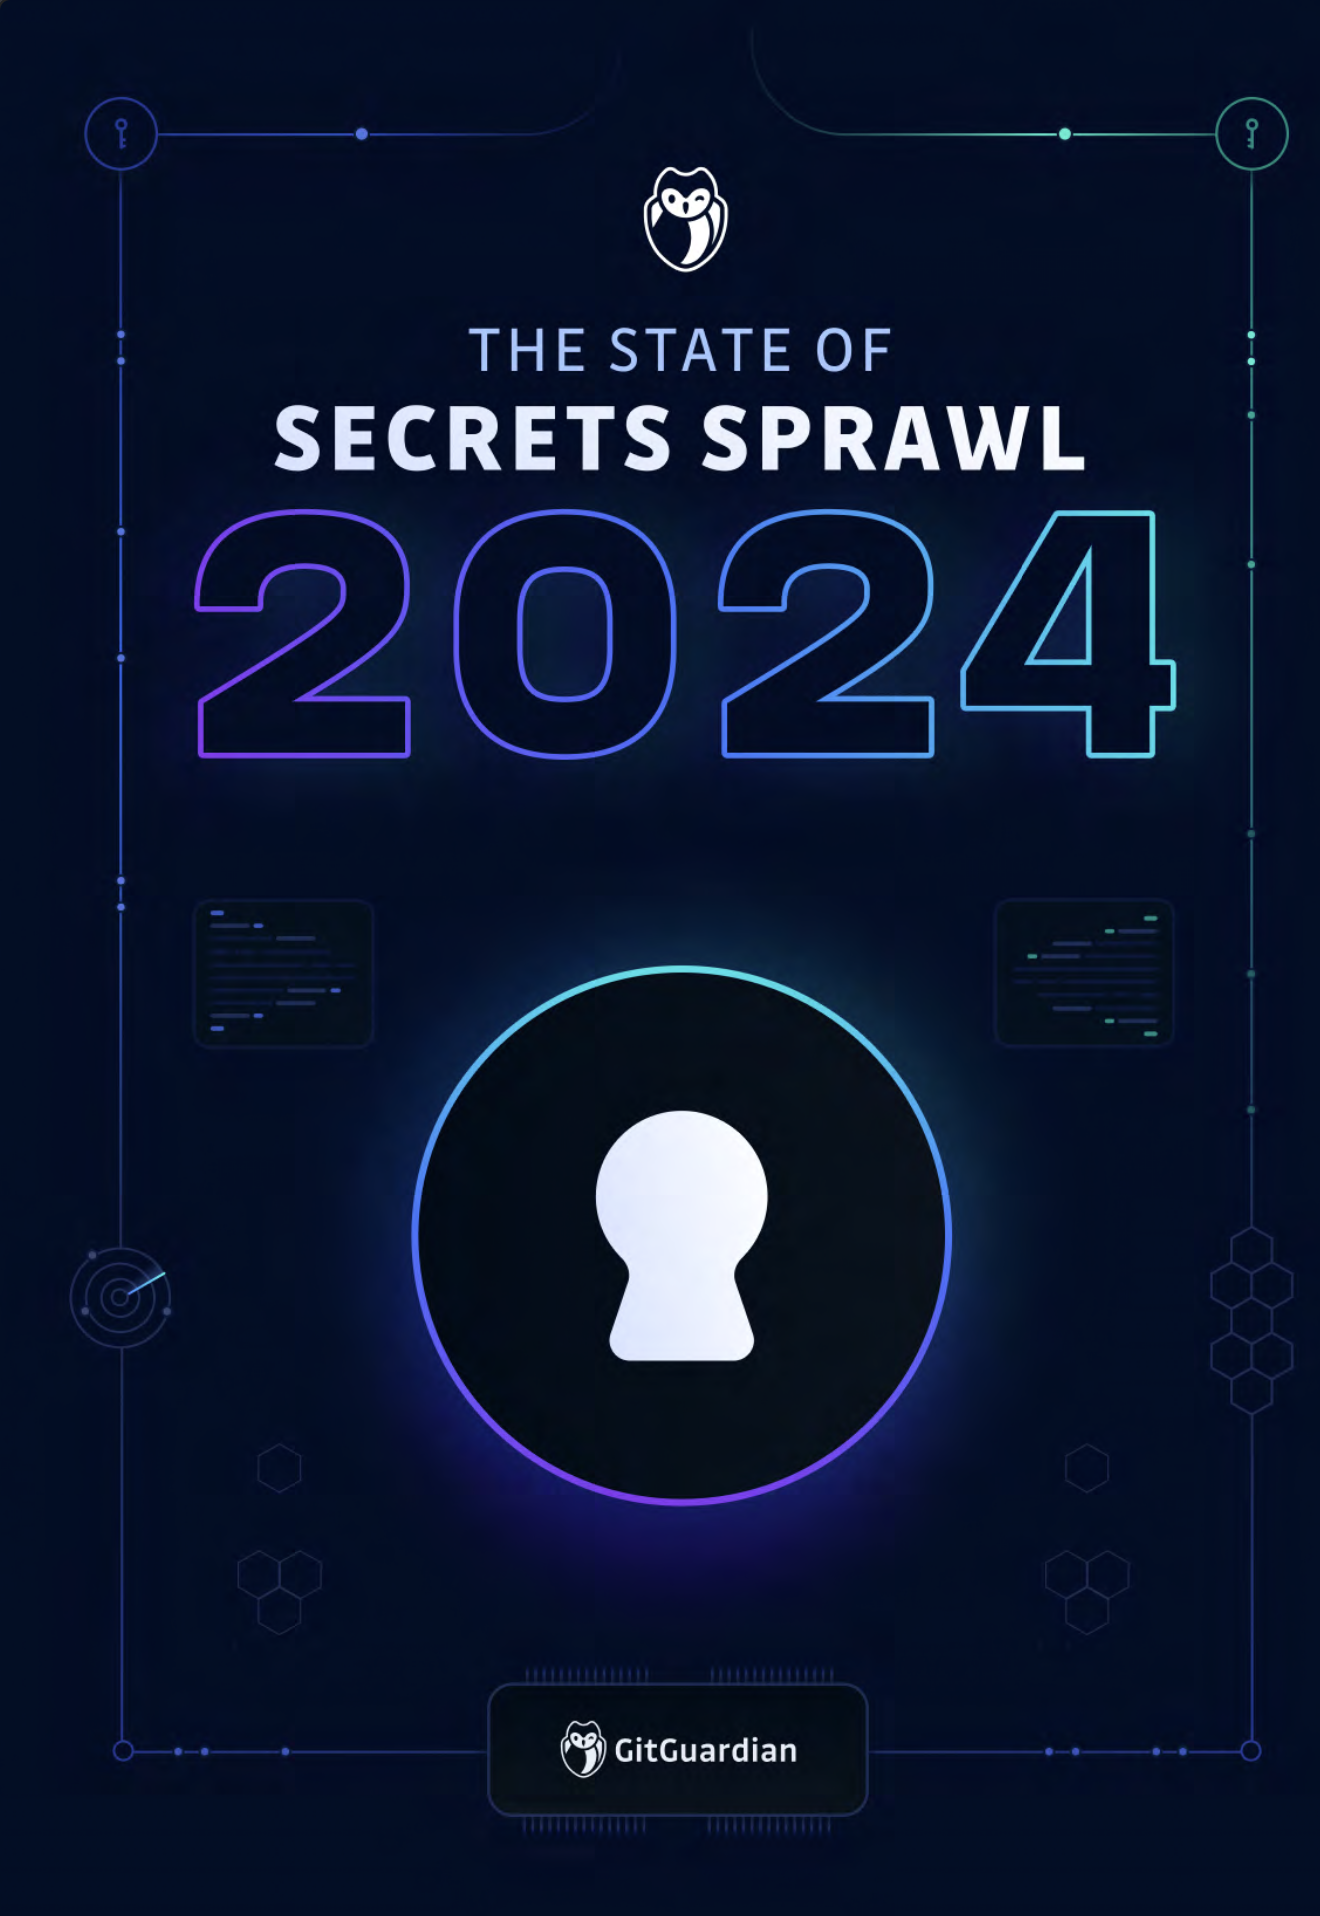 THE STATE OF
SECRETS SPRAWL
2024
GitGuardian